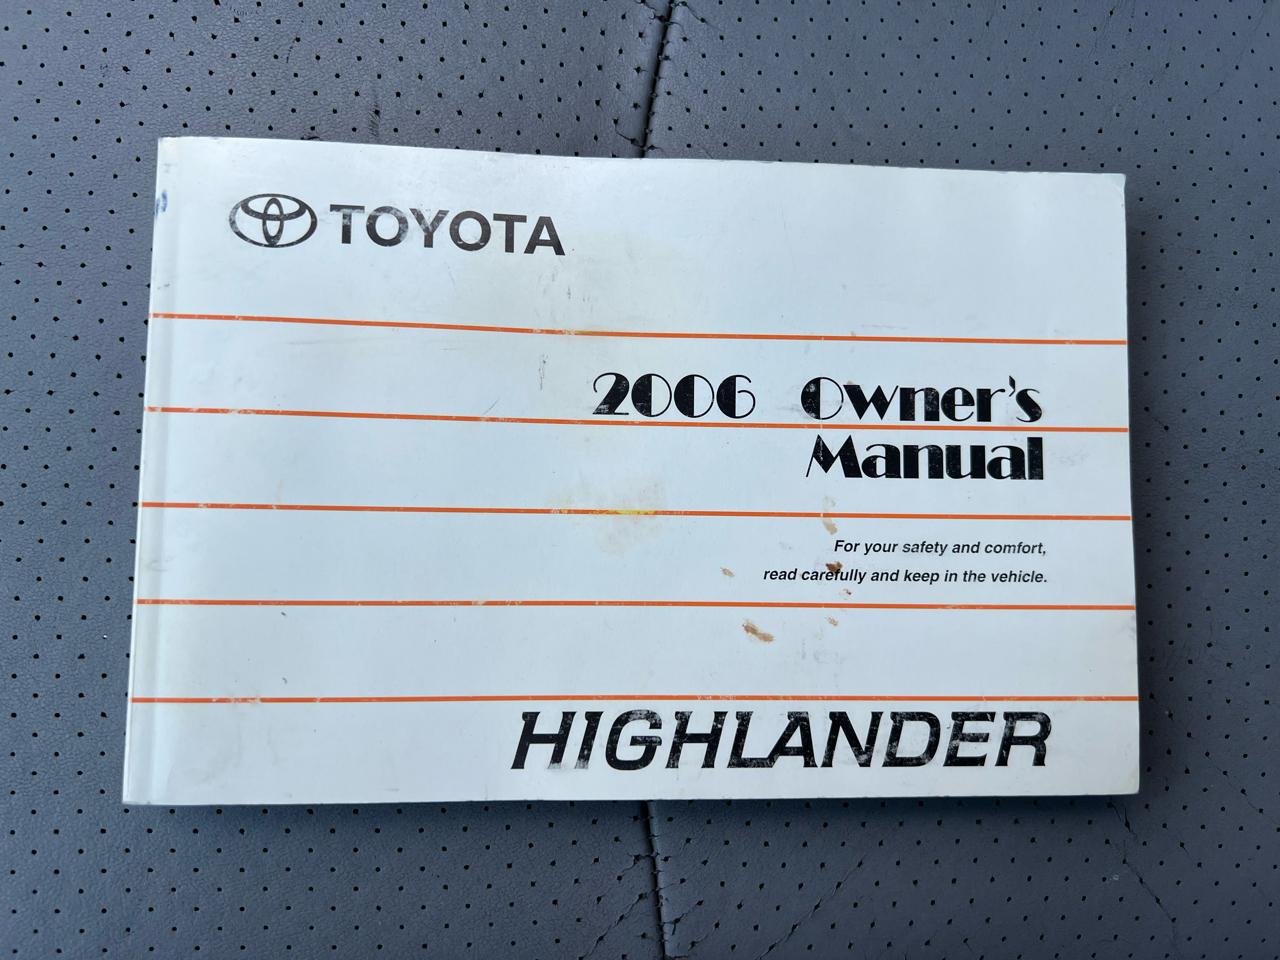 TOYOTA
2006 Owner's
Manual
For your safety and comfort,
read carefully and keep in the vehicle.
HIGHLANDER